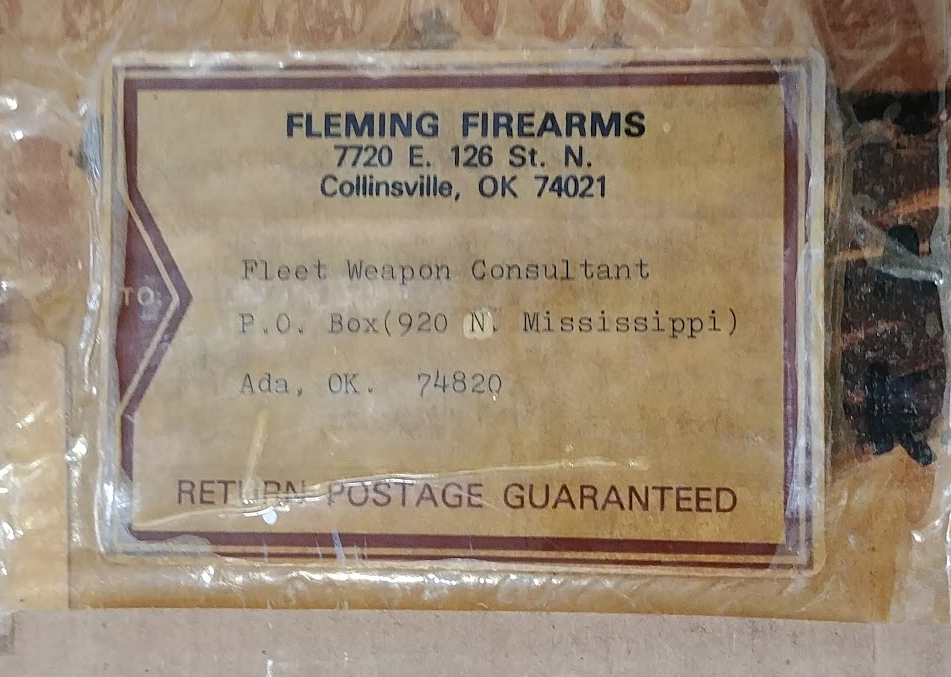 FLEMING FIREARMS
7720 E. 126 St. N.
Collinsville, OK 74021
TO:
Fleet Weapon Consultant
P.O. Box(920 N. Mississippi)
Ada, OK. 74820
RETURN POSTAGE GUARANTEED